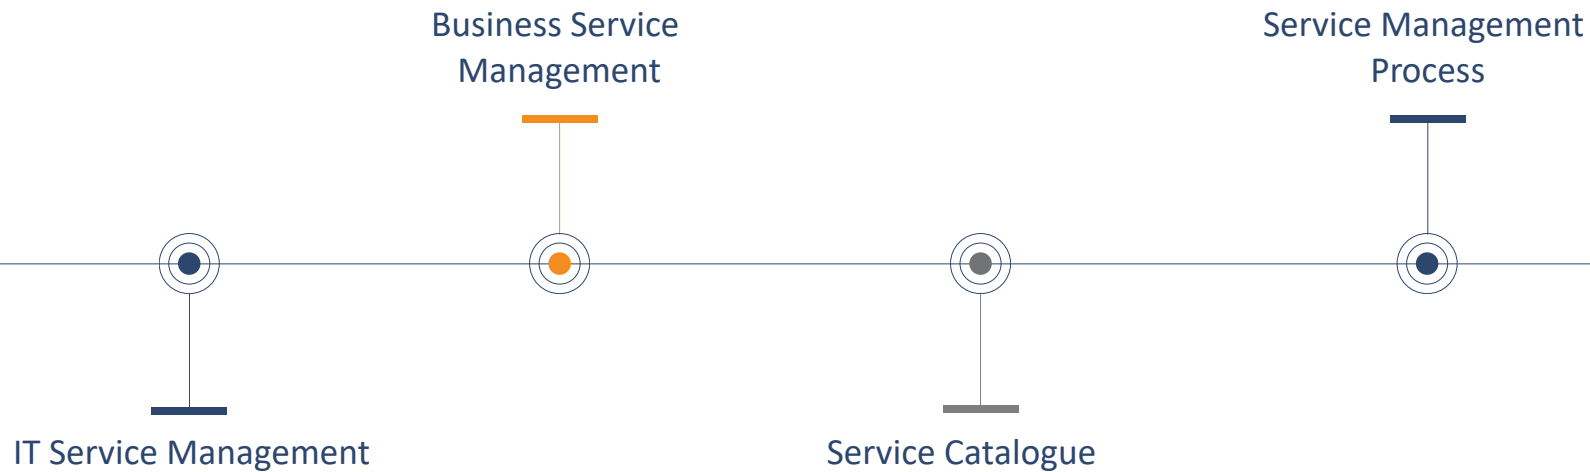 Business Service
Management
Service Management
Process
IT Service Management
Service Catalogue